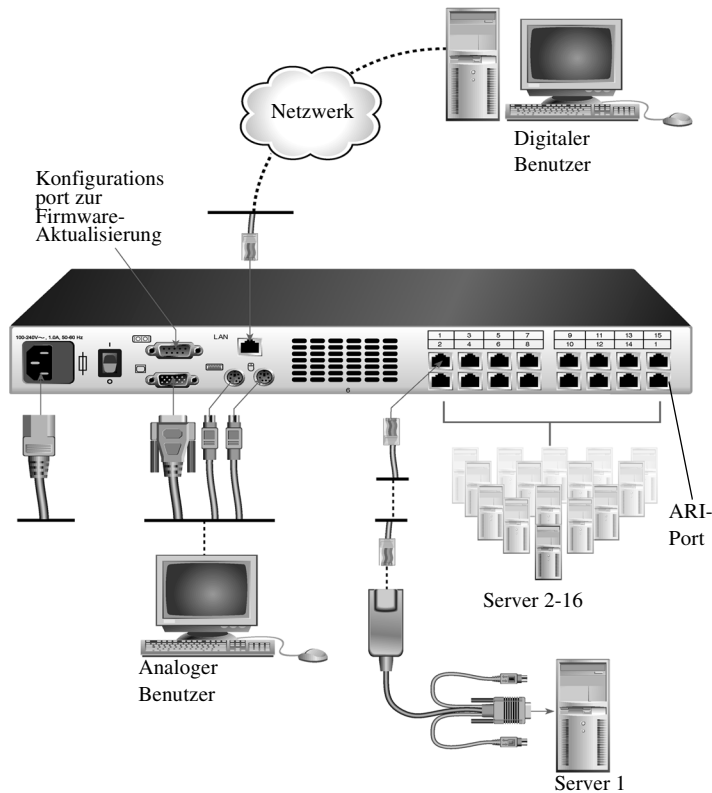 Netzwerk
Digitaler
Benutzer
Konfigurations
port zur
Firmware-
Aktualisierung
100-240V~, 1.0A, 50-60 Hz
LAN
1 3 5 7 9 11 13 15
2 4 6 8 10 12 14 1
6
ARI-
Port
Server 2-16
Analoger
Benutzer
Server 1